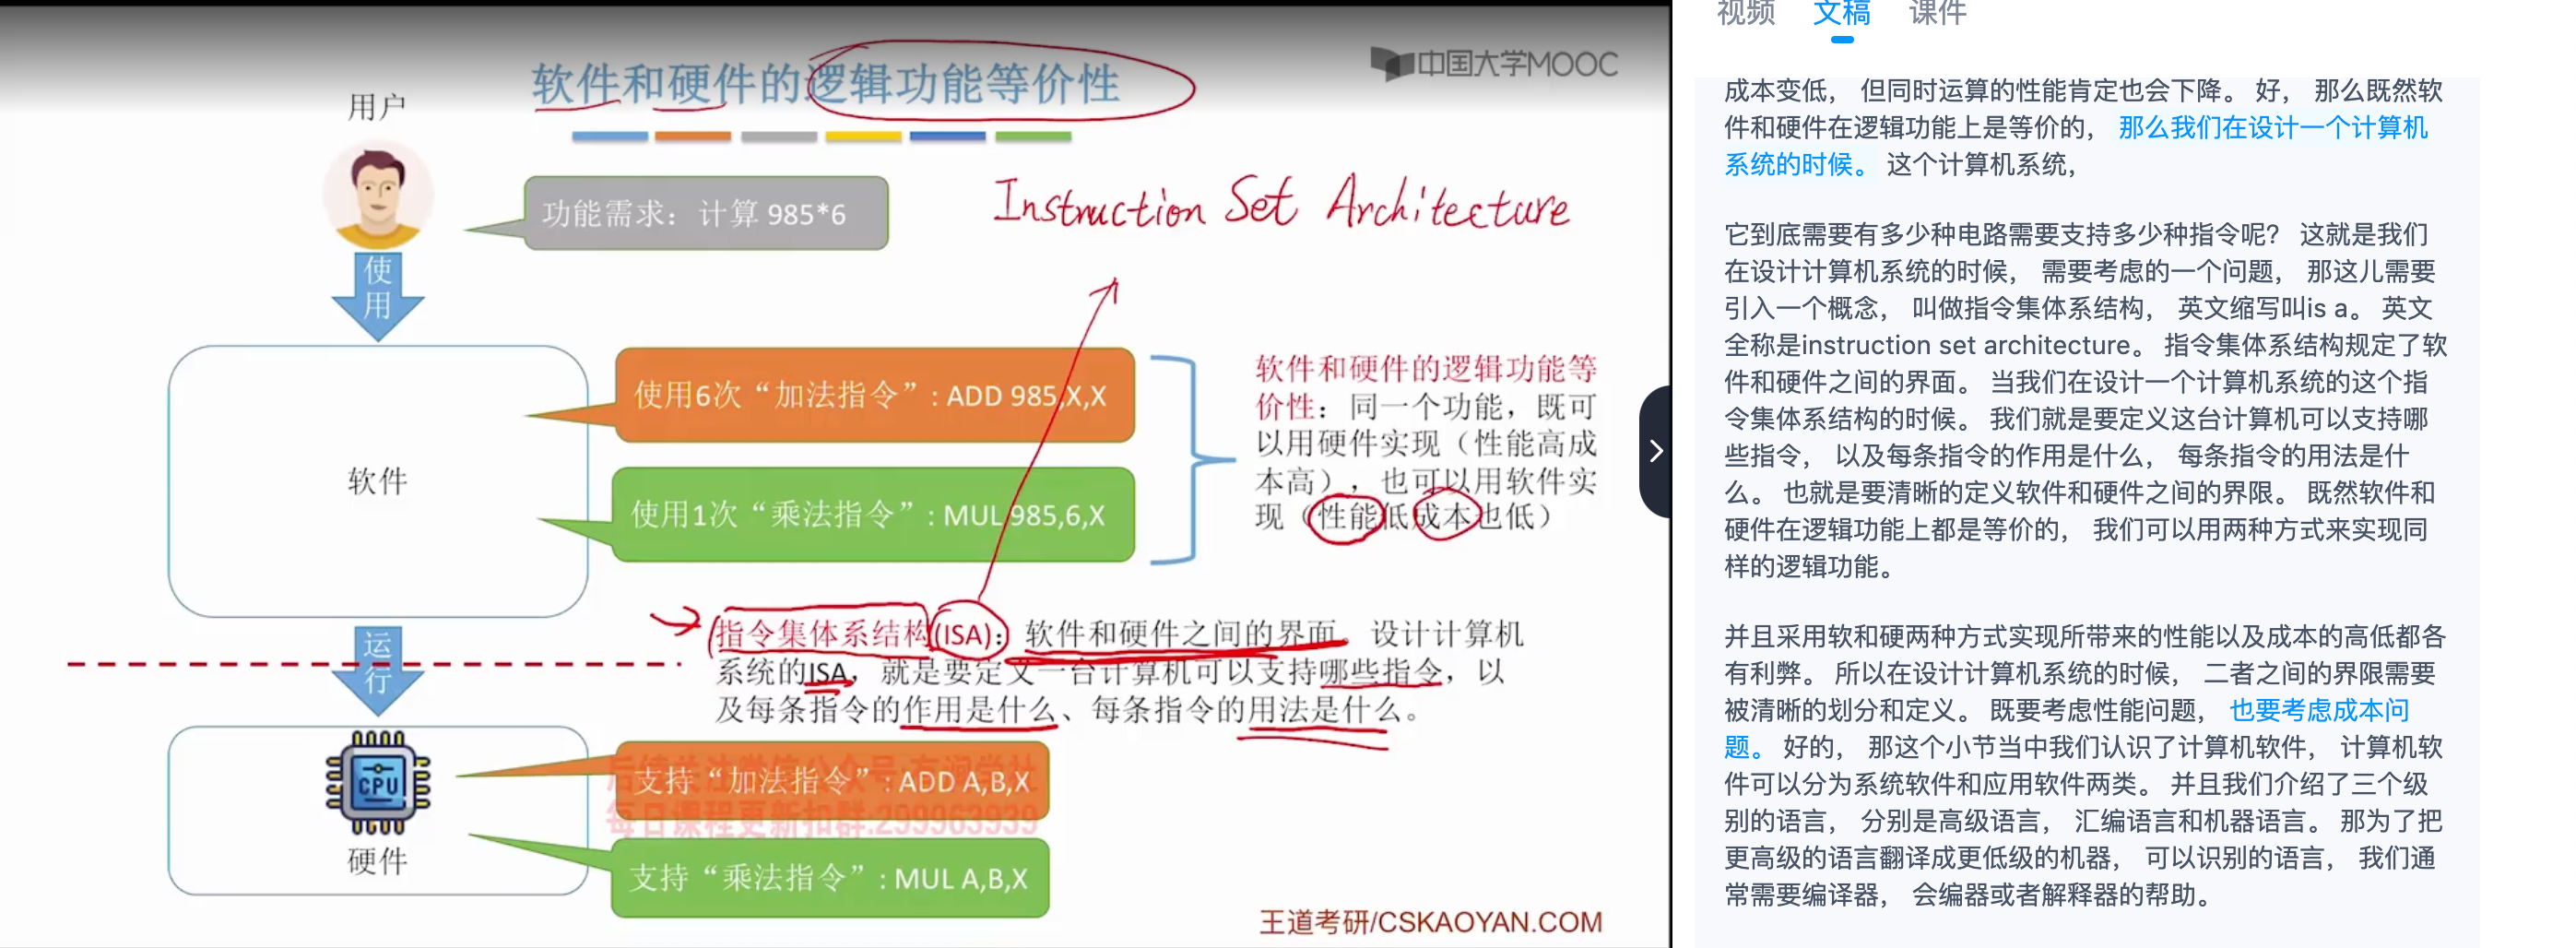 软件和硬件的逻辑功能等价性
中国大学MOOC
用户
功能需求：计算 985*6
Instruction Set Architecture
使
用
使用6次“加法指令”: ADD 985,X,X
软件
使用1次“乘法指令”: MUL 985,6,X
软件和硬件的逻辑功能等
价性：同一个功能，既可
以用硬件实现（性能高成
本高），也可以用软件实
现（性能低成本也低）
指令集体系结构(ISA)：软件和硬件之间的界面。设计计算机
系统的ISA，就是要定义一台计算机可以支持哪些指令，以
及每条指令的作用是什么、每条指令的用法是什么。
运
行
CPU
硬件
支持“加法指令”: ADD A,B,X
每日课程更新扣群:299963939
支持“乘法指令”: MUL A,B,X
王道考研/CSKAOYAN.COM
视频 文稿 课件
成本变低， 但同时运算的性能肯定也会下降。 好， 那么既然软
件和硬件在逻辑功能上是等价的， 那么我们在设计一个计算机
系统的时候。 这个计算机系统，
它到底需要有多少种电路需要支持多少种指令呢？ 这就是我们
在设计计算机系统的时候， 需要考虑的一个问题， 那这儿需要
引入一个概念， 叫做指令集体系结构， 英文缩写叫is a。 英文
全称是instruction set architecture。 指令集体系结构规定了软
件和硬件之间的界面。 当我们在设计一个计算机系统的这个指
令集体系结构的时候。 我们就是要定义这台计算机可以支持哪
些指令， 以及每条指令的作用是什么， 每条指令的用法是什
么。 也就是要清晰的定义软件和硬件之间的界限。 既然软件和
硬件在逻辑功能上都是等价的， 我们可以用两种方式来实现同
样的逻辑功能。
并且采用软和硬两种方式实现所带来的性能以及成本的高低都各
有利弊。 所以在设计计算机系统的时候， 二者之间的界限需要
被清晰的划分和定义。 既要考虑性能问题， 也要考虑成本问
题。 好的， 那这个小节当中我们认识了计算机软件， 计算机软
件可以分为系统软件和应用软件两类。 并且我们介绍了三个级
别的语言， 分别是高级语言， 汇编语言和机器语言。 那为了把
更高级的语言翻译成更低级的机器， 可以识别的语言， 我们通
常需要编译器， 会编器或者解释器的帮助。